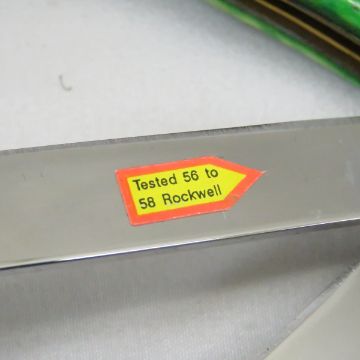 Tested 56 to
58 Rockwell